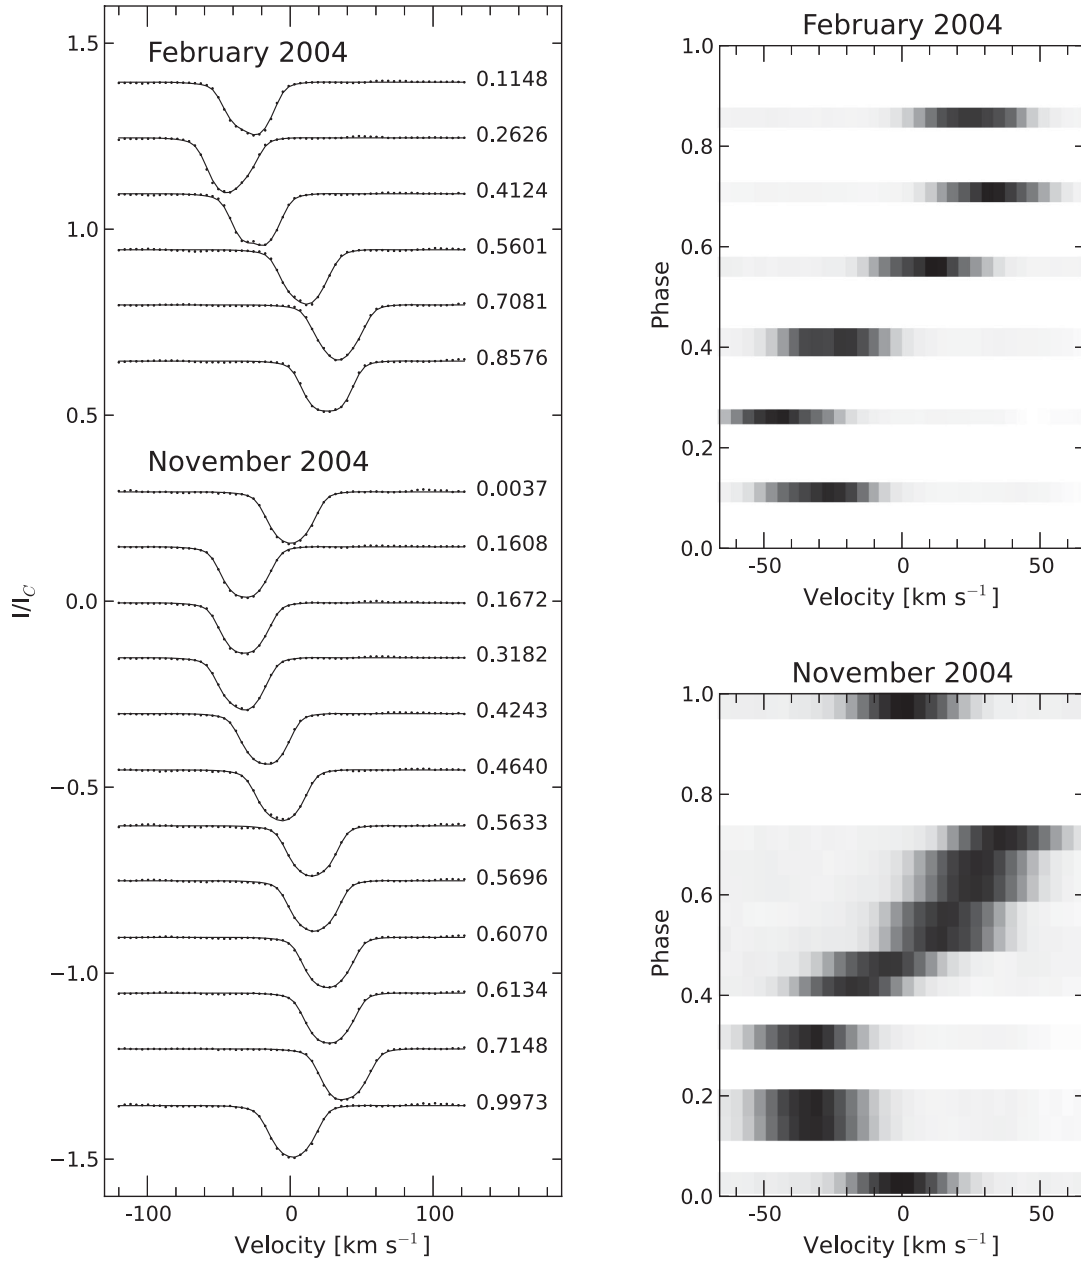 February 2004
1.5
0.1148
0.2626
0.4124
1.0
0.5601
0.7081
0.8576
0.5
November 2004
0.0037
0.1608
0.0
0.1672
0.3182
0.4243
−0.5
0.4640
0.5633
0.5696
0.6070
−1.0
0.6134
0.7148
0.9973
−1.5
I/I_C
-100 0 100
Velocity [km s⁻¹]
February 2004
1.0
0.8
0.6
0.4
0.2
0.0
Phase
-50 0 50
Velocity [km s⁻¹]
November 2004
1.0
0.8
0.6
0.4
0.2
0.0
Phase
-50 0 50
Velocity [km s⁻¹]